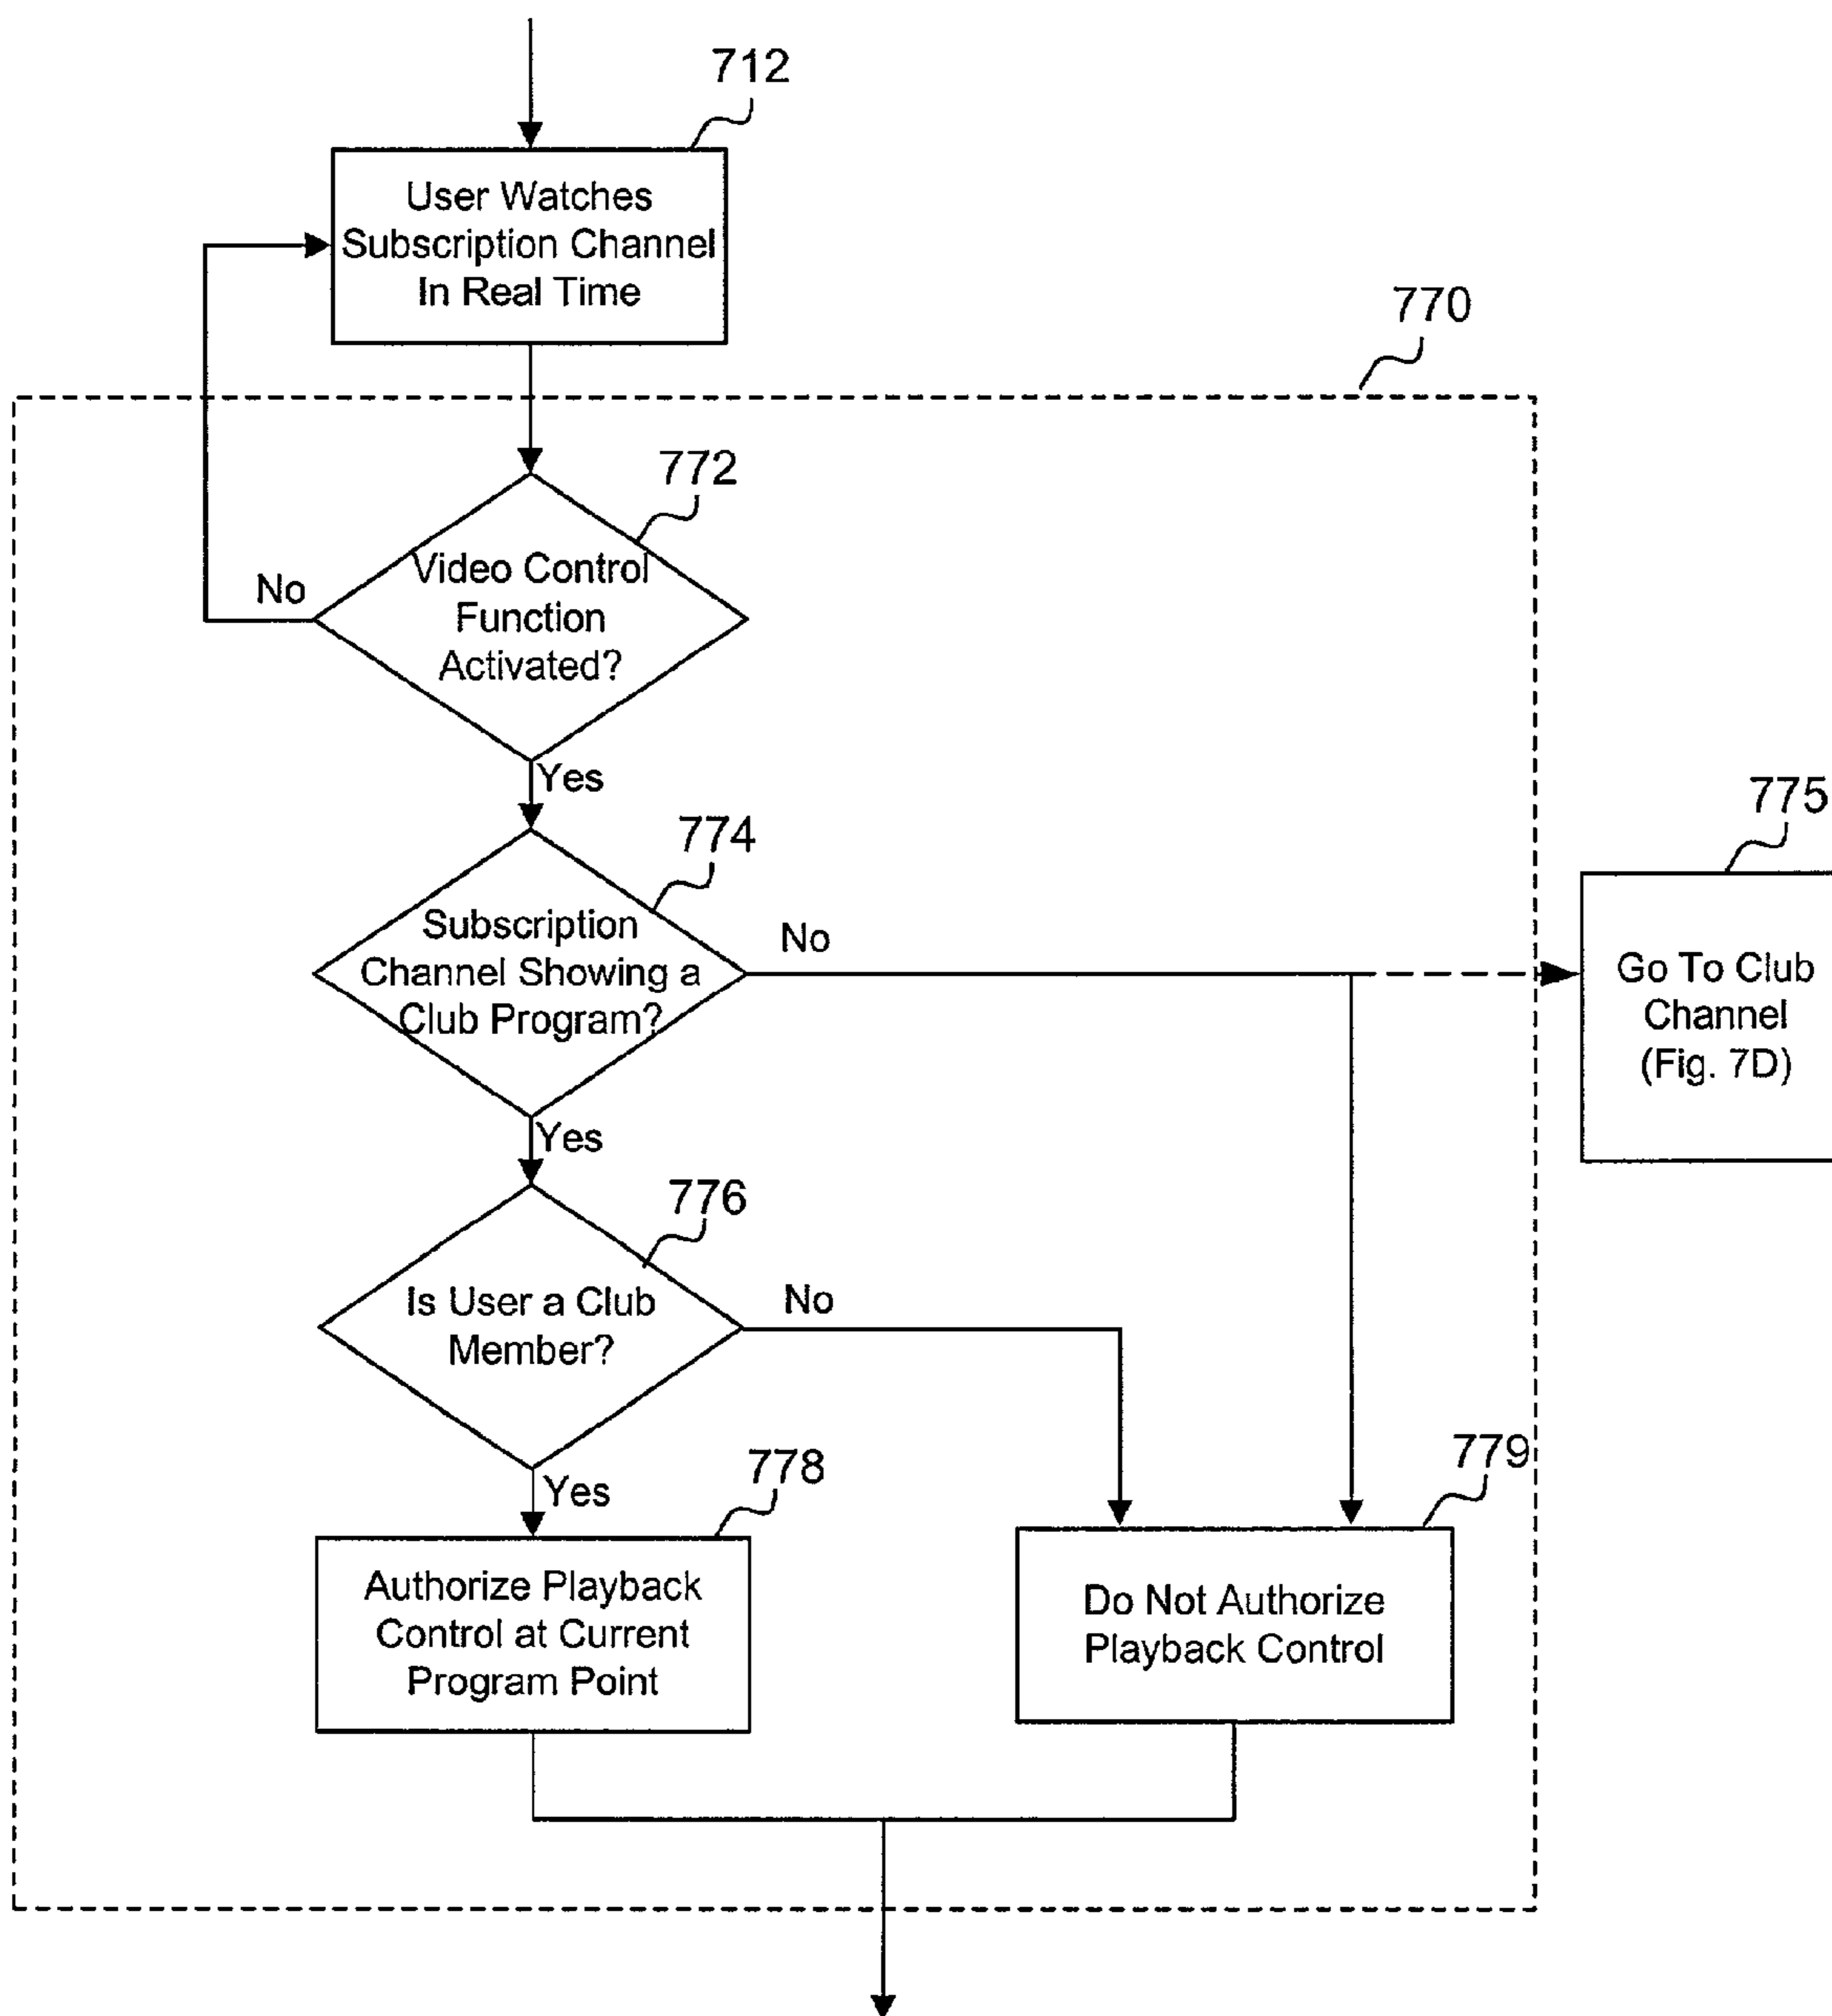 712
User Watches
Subscription Channel
In Real Time
770
772
Video Control
Function
Activated?
No
Yes
774
Subscription
Channel Showing a
Club Program?
No
775
Go To Club
Channel
(Fig. 7D)
Yes
776
Is User a Club
Member?
No
Yes
778
Authorize Playback
Control at Current
Program Point
779
Do Not Authorize
Playback Control